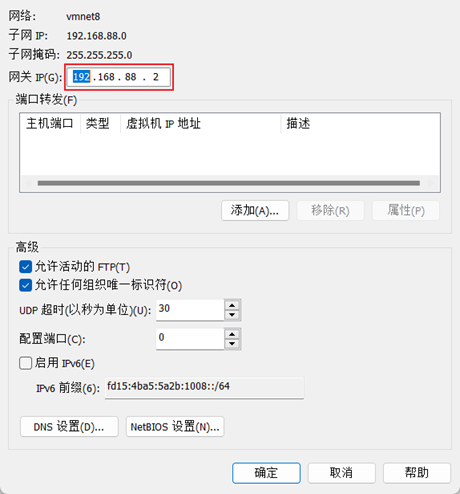 网络: vmnet8
子网 IP: 192.168.88.0
子网掩码: 255.255.255.0
网关 IP(G): 192 . 168 . 88 . 2
端口转发(F)
主机端口 类型 虚拟机 IP 地址 描述
添加(A)... 移除(R) 属性(P)
高级
允许活动的 FTP(T)
允许任何组织唯一标识符(O)
UDP 超时(以秒为单位)(U): 30
配置端口(C): 0
启用 IPv6(E)
IPv6 前缀(6): fd15:4ba5:5a2b:1008::/64
DNS 设置(D)... NetBIOS 设置(N)...
确定 取消 帮助